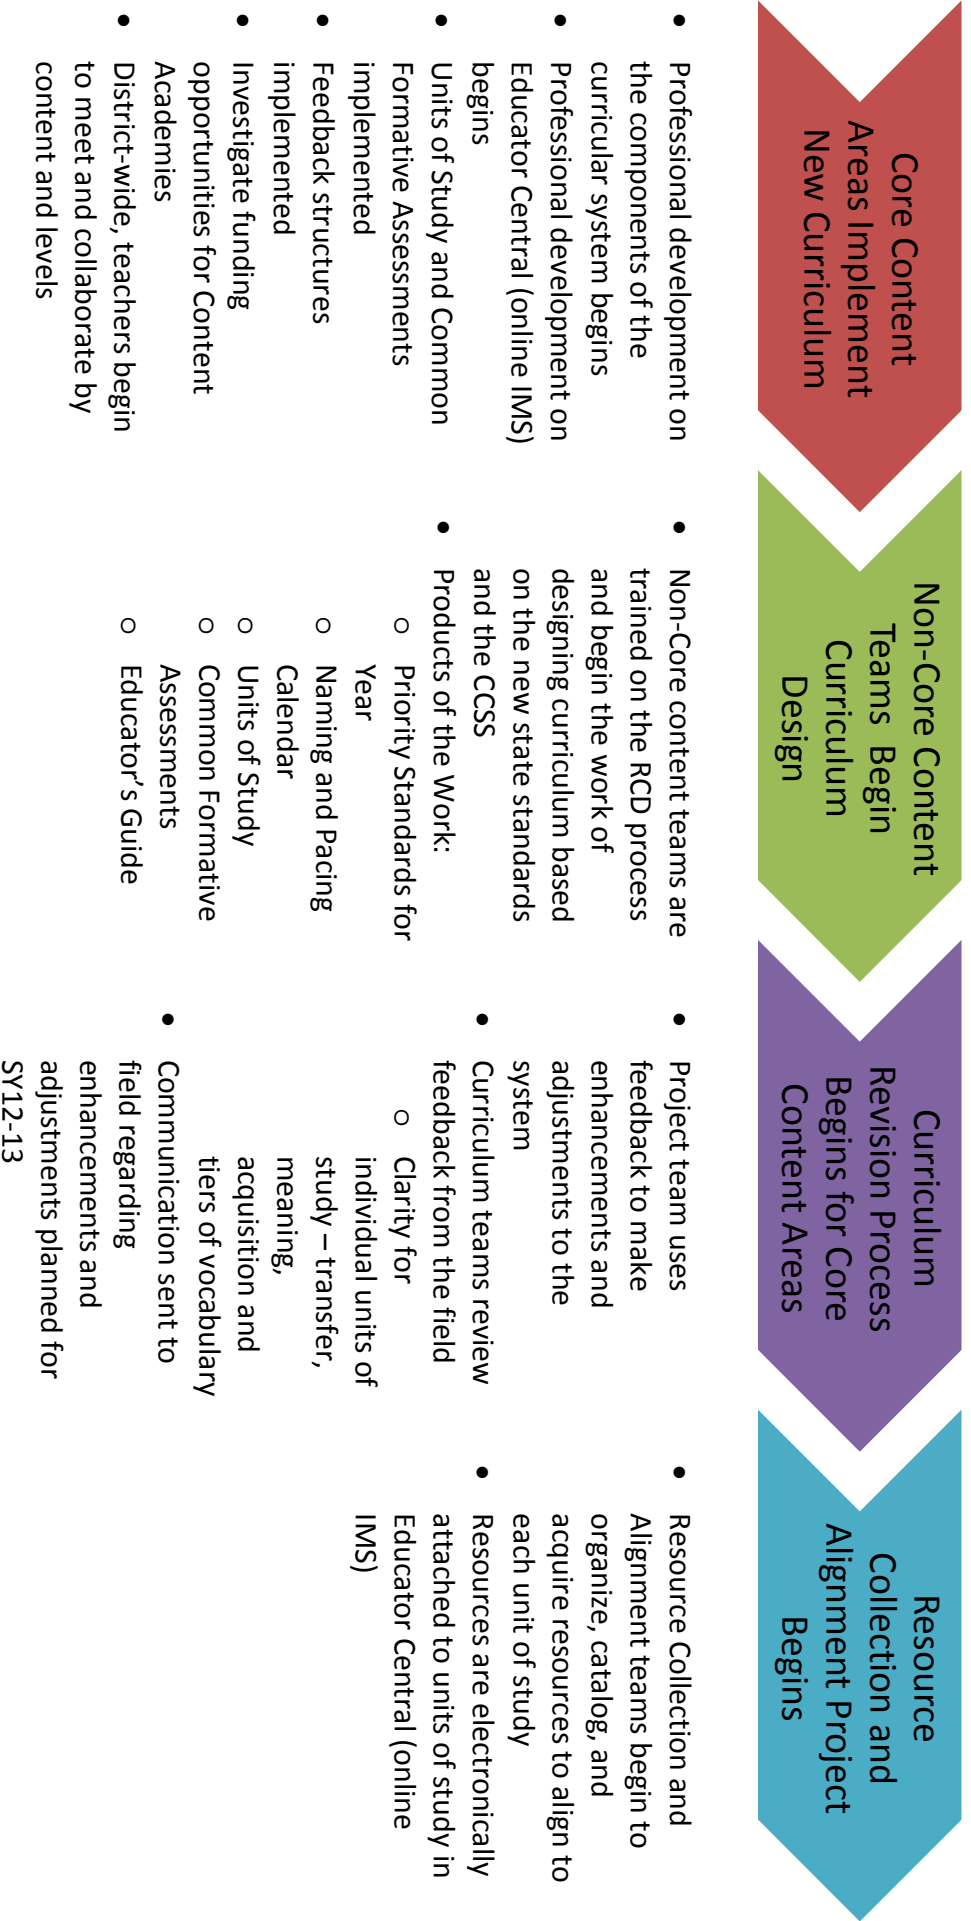 Core Content
Areas Implement
New Curriculum
• Professional development on
the components of the
curricular system begins
• Professional development on
Educator Central (online IMS)
begins
• Units of Study and Common
Formative Assessments
implemented
• Feedback structures
implemented
• Investigate funding
opportunities for Content
Academies
• District-wide, teachers begin
to meet and collaborate by
content and levels
Non-Core Content
Teams Begin
Curriculum
Design
• Non-Core content teams are
trained on the RCD process
and begin the work of
designing curriculum based
on the new state standards
and the CCSS
• Products of the Work:
○ Priority Standards for
Year
○ Naming and Pacing
Calendar
○ Units of Study
○ Common Formative
Assessments
○ Educator’s Guide
Curriculum
Revision Process
Begins for Core
Content Areas
• Project team uses
feedback to make
enhancements and
adjustments to the
system
• Curriculum teams review
feedback from the field
○ Clarity for
individual units of
study – transfer,
meaning,
acquisition and
tiers of vocabulary
• Communication sent to
field regarding
enhancements and
adjustments planned for
SY12-13
Resource
Collection and
Alignment Project
Begins
• Resource Collection and
Alignment teams begin to
organize, catalog, and
acquire resources to align to
each unit of study
• Resources are electronically
attached to units of study in
Educator Central (online
IMS)